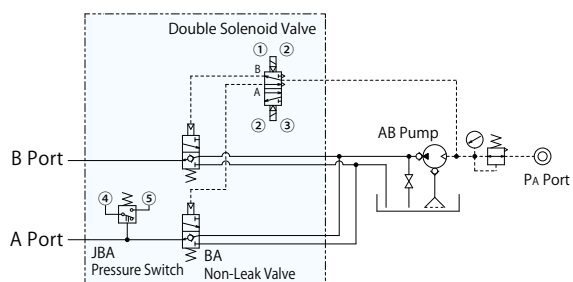 Double Solenoid Valve
① ②
B
A
② ③
AB Pump
B Port
PA Port
④ ⑤
A Port
JBA
Pressure Switch
BA
Non-Leak Valve